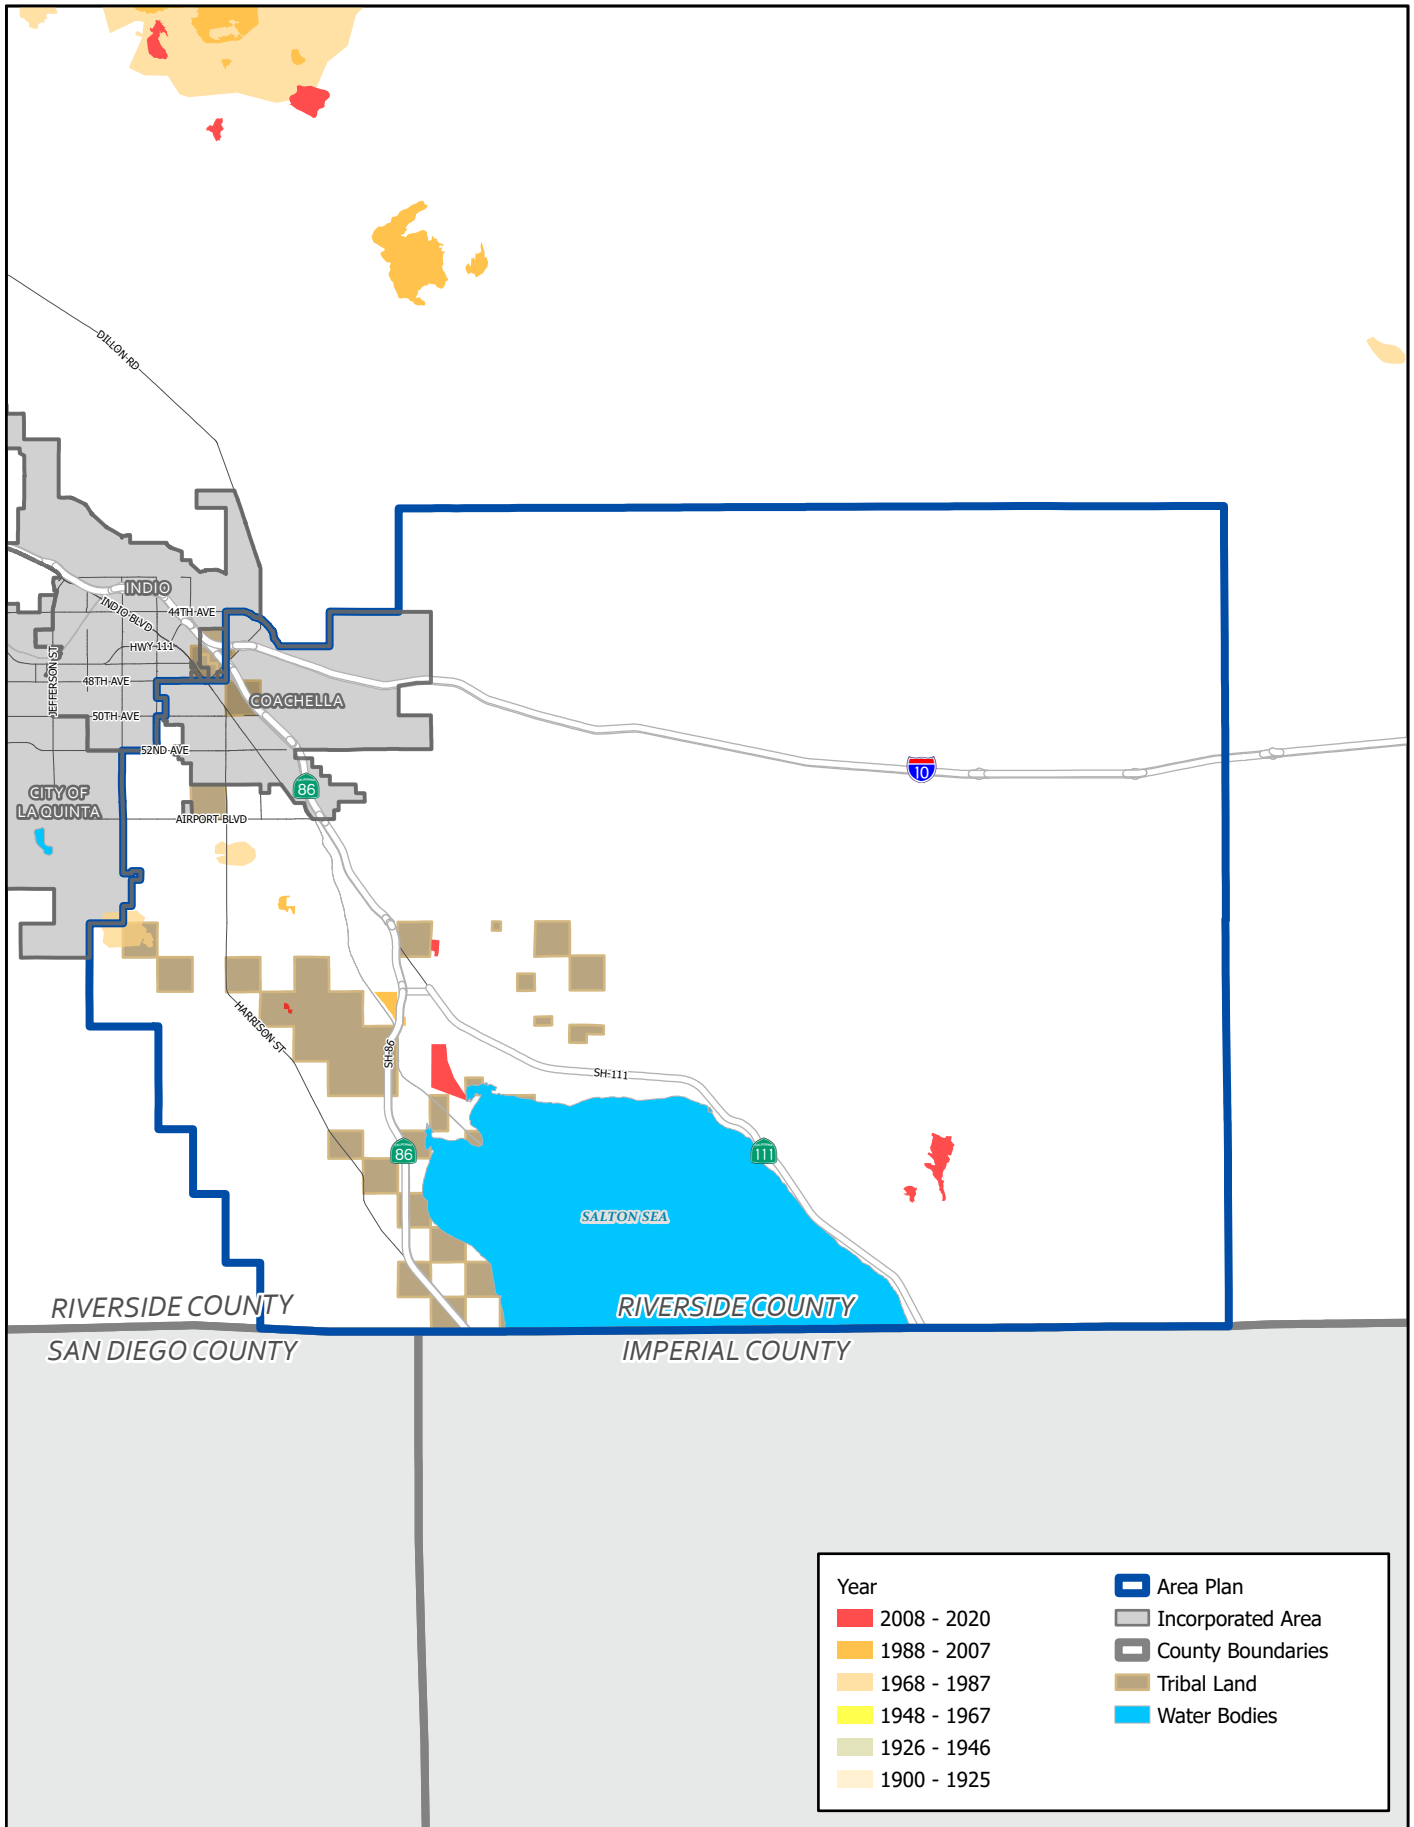 DILLON RD
INDIO
INDIO BLVD
44TH AVE
HWY 111
JEFFERSON ST
48TH AVE
COACHELLA
50TH AVE
52ND AVE
10
CALIFORNIA
86
CITY OF
LA QUINTA
AIRPORT BLVD
HARRISON ST
SH-86
SH-111
CALIFORNIA
86
CALIFORNIA
111
SALTON SEA
RIVERSIDE COUNTY
RIVERSIDE COUNTY
SAN DIEGO COUNTY
IMPERIAL COUNTY
Year
2008 - 2020
1988 - 2007
1968 - 1987
1948 - 1967
1926 - 1946
1900 - 1925
Area Plan
Incorporated Area
County Boundaries
Tribal Land
Water Bodies